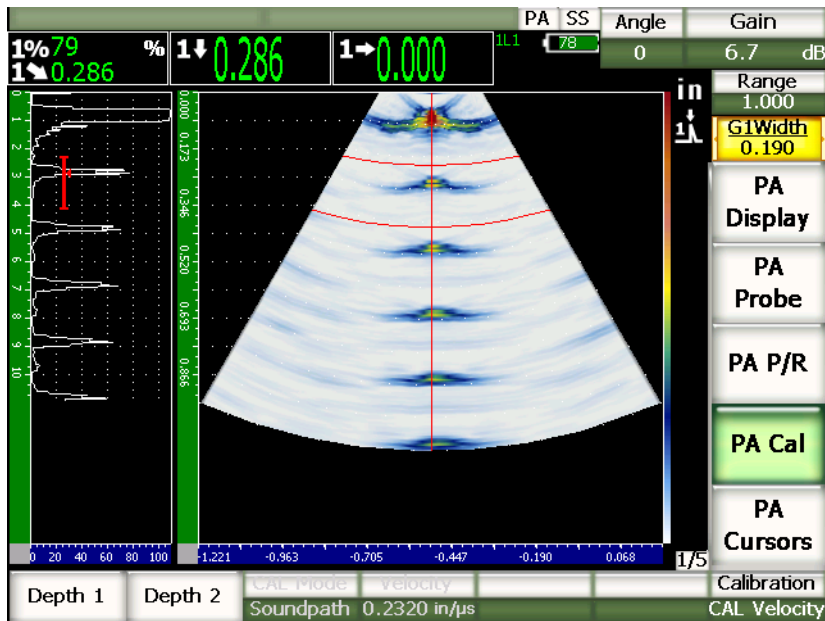 PA SS Angle Gain
1% 79 % 1 0.286 1 0.000 1L1 78 0 6.7 dB
1 0.286
in Range
1.000
1 G1Width
0.190
PA
Display
PA
Probe
PA P/R
PA Cal
PA
Cursors
0 1 2 3 4 5 6 7 8 9 10
0.000 0.173 0.346 0.520 0.693 0.866
0 20 40 60 80 100 -1.221 -0.963 -0.705 -0.447 -0.190 0.068 1/5
Depth 1 Depth 2 CAL Mode Velocity Calibration
Soundpath 0.2320 in/µs CAL Velocity